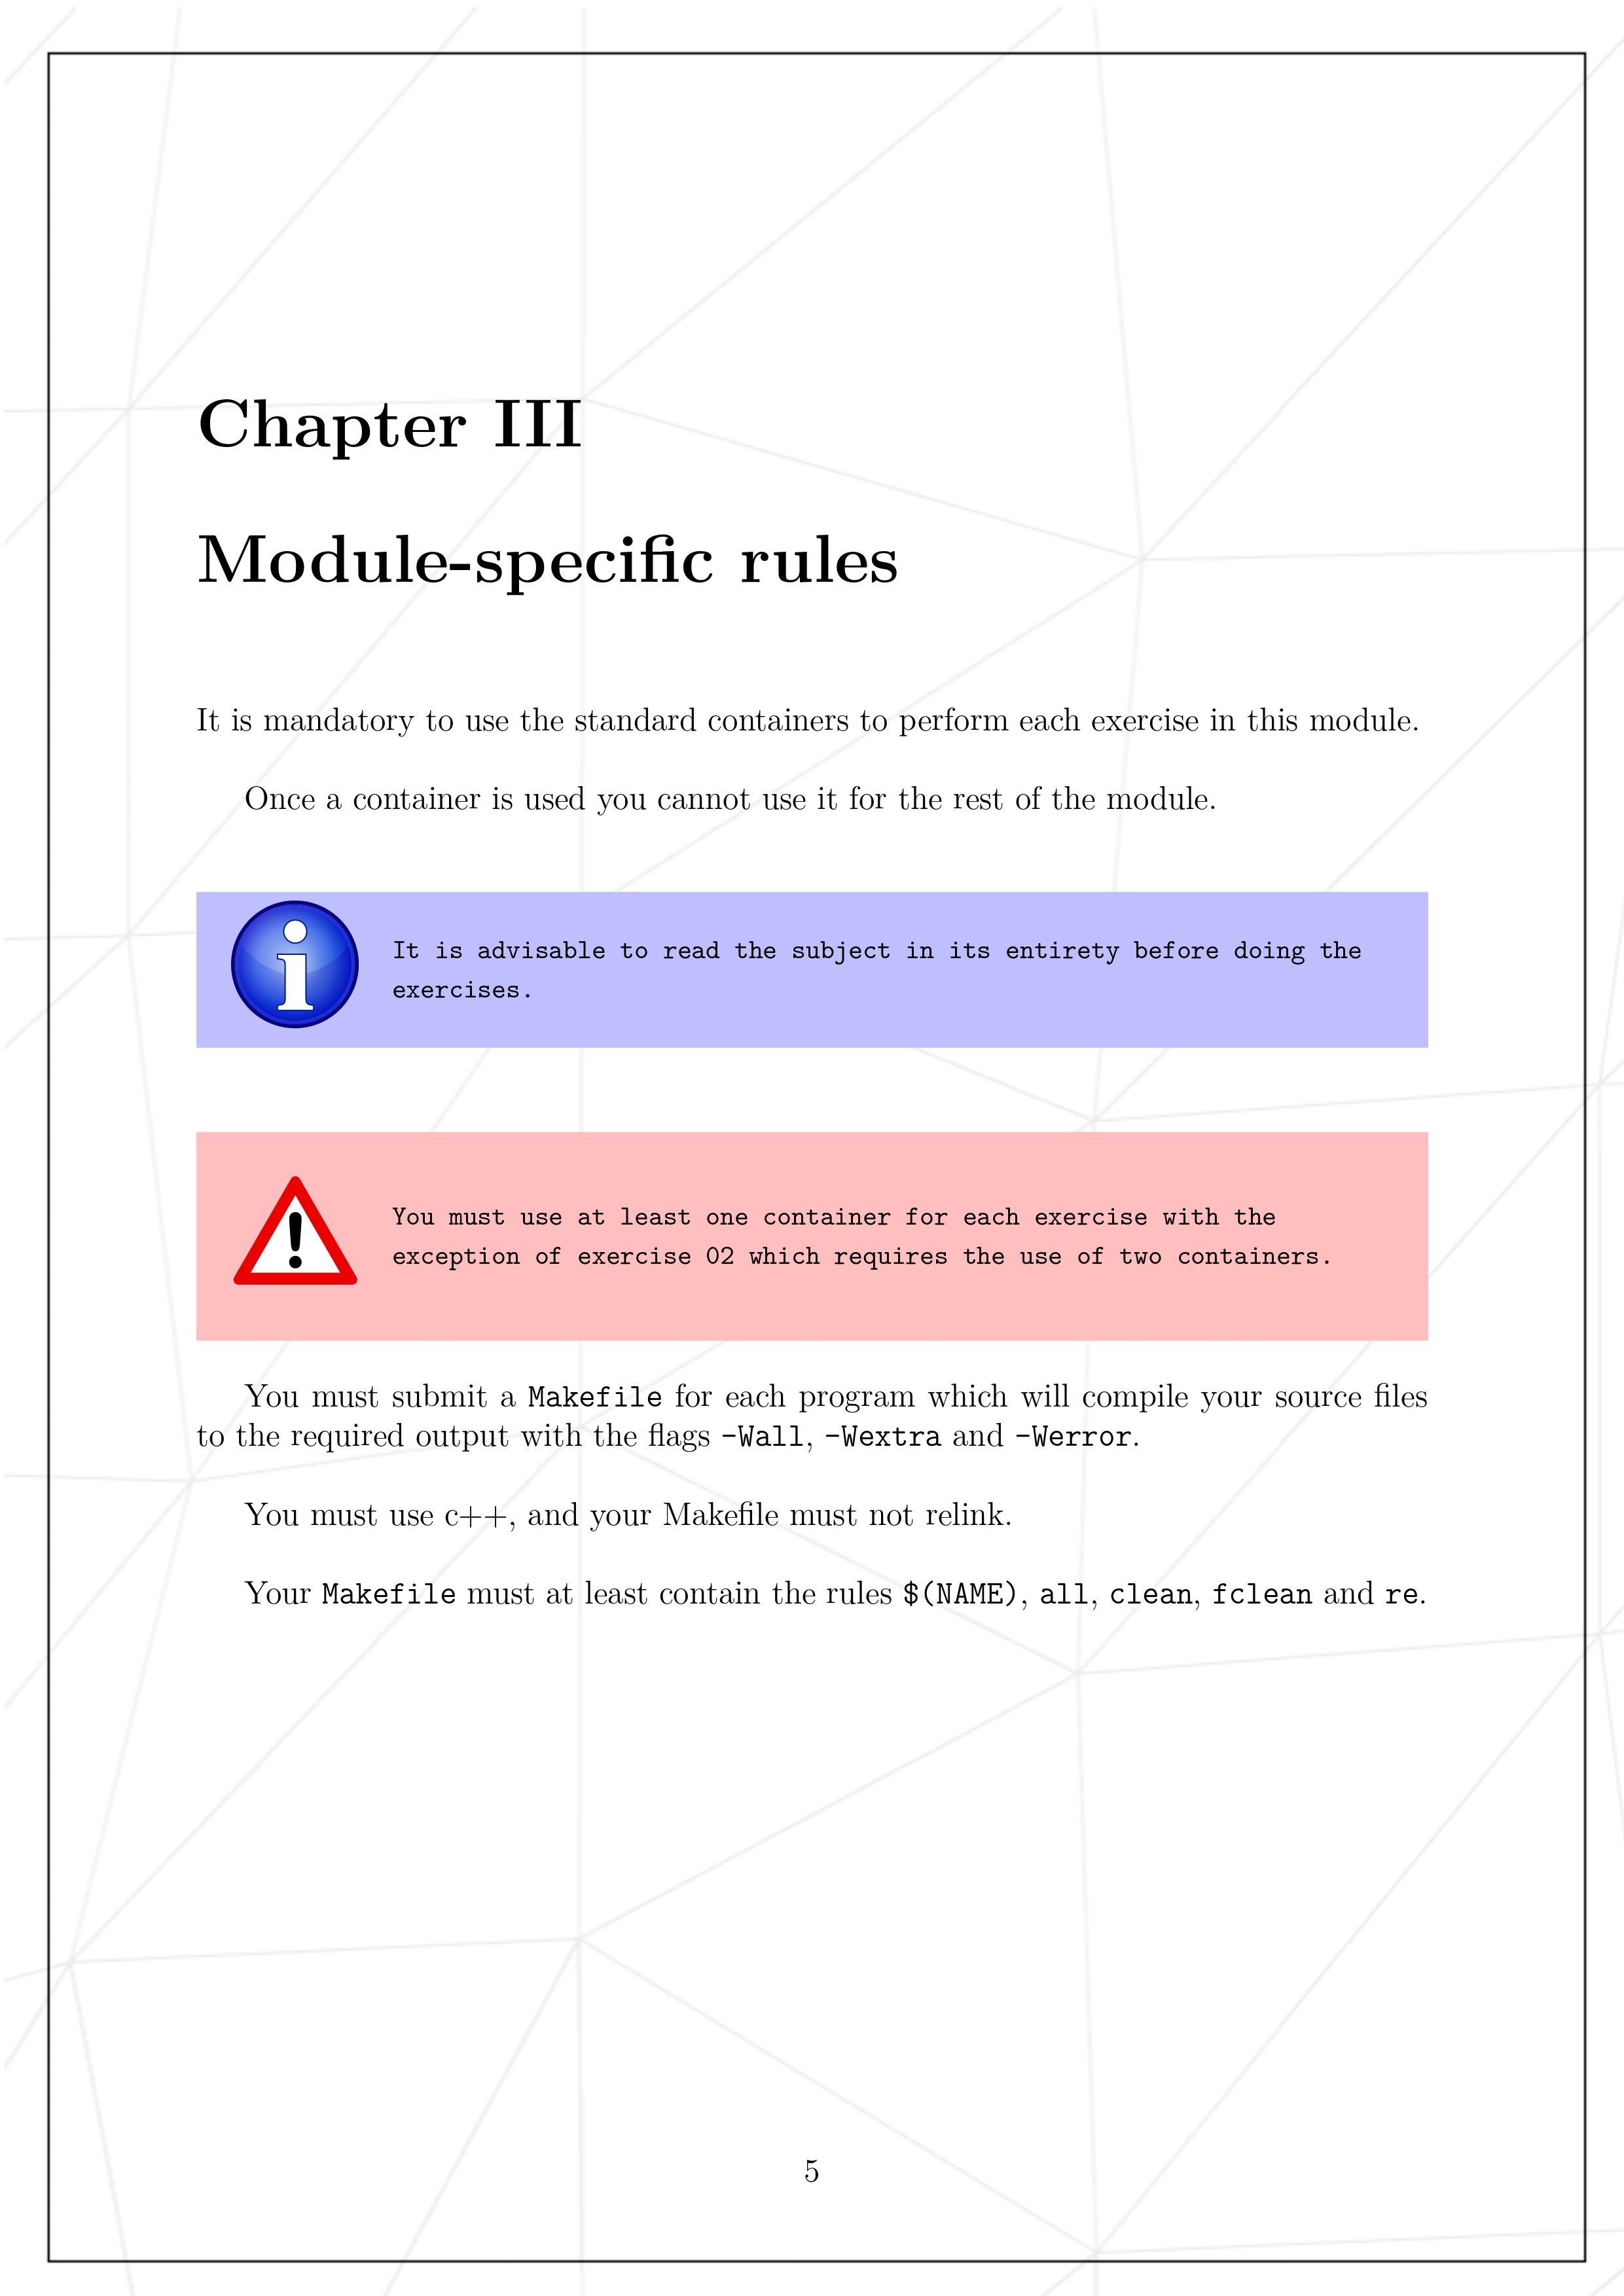 Chapter III
Module-specific rules
It is mandatory to use the standard containers to perform each exercise in this module.
Once a container is used you cannot use it for the rest of the module.
It is advisable to read the subject in its entirety before doing the
exercises.
You must use at least one container for each exercise with the
exception of exercise 02 which requires the use of two containers.
You must submit a Makefile for each program which will compile your source files
to the required output with the flags -Wall, -Wextra and -Werror.
You must use c++, and your Makefile must not relink.
Your Makefile must at least contain the rules $(NAME), all, clean, fclean and re.
5